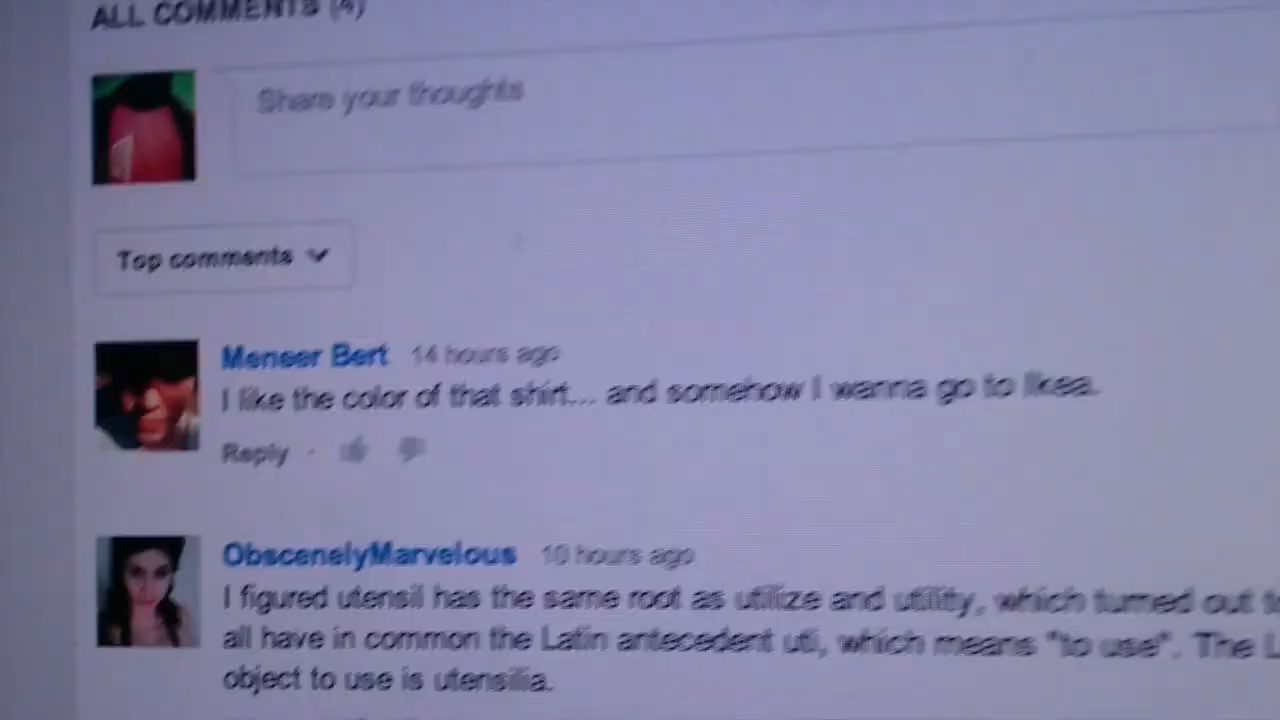 ALL COMMENTS (4)
Share your thoughts
Top comments
Meneer Bert 14 hours ago
I like the color of that shirt... and somehow I wanna go to Ikea.
Reply ·
ObscenelyMarvelous 10 hours ago
I figured utensil has the same root as utilize and utility, which turned out
all have in common the Latin antecedent uti, which means "to use". The
object to use is utensilia.